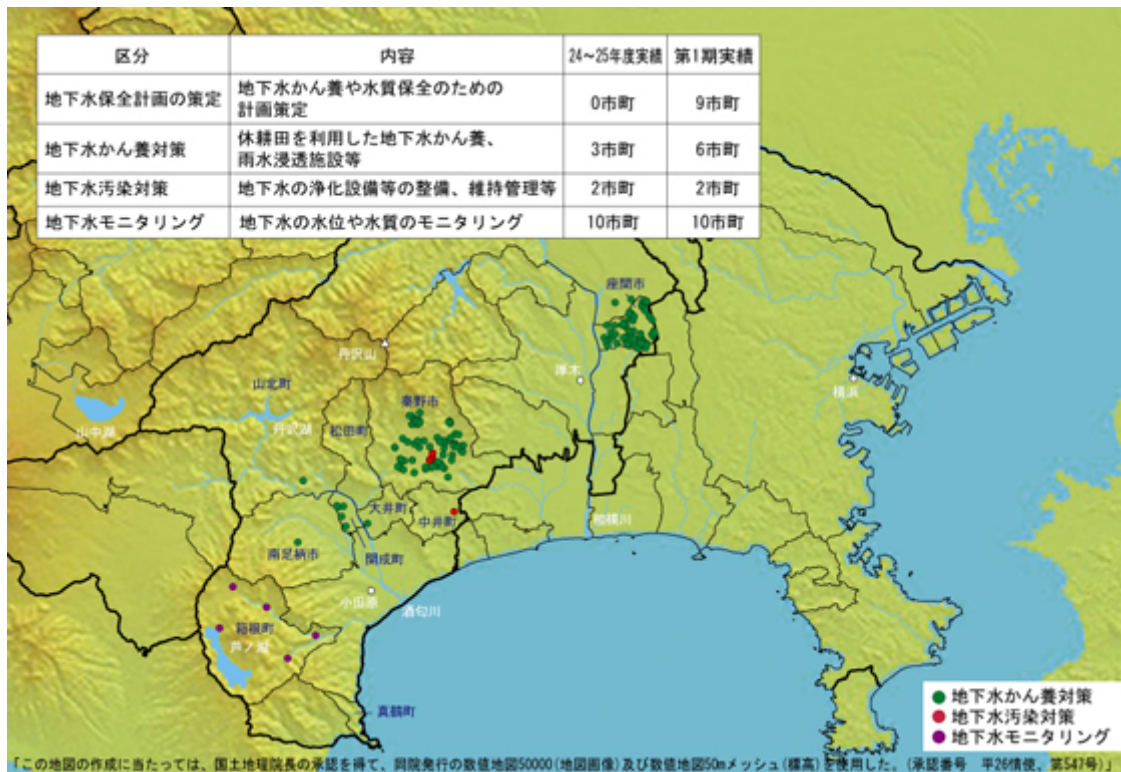 区分 内容 24～25年度実績 第1期実績
地下水保全計画の策定 地下水かん養や水質保全のための
計画策定 0市町 9市町
地下水かん養対策 休耕田を利用した地下水かん養、
雨水浸透施設等 3市町 6市町
地下水汚染対策 地下水の浄化設備等の整備、維持管理等 2市町 2市町
地下水モニタリング 地下水の水位や水質のモニタリング 10市町 10市町
座間市
丹沢山
厚木
山北町
横浜
秦野市
山中湖
丹沢湖
松田町
大井町
中井町
相模川
南足柄市
開成町
小田原
酒匂川
箱根町
芦ノ湖
真鶴町
地下水かん養対策
地下水汚染対策
地下水モニタリング
「この地図の作成に当たっては、国土地理院長の承認を得て、同院発行の数値地図50000(地図画像)及び数値地図50mメッシュ(標高)を使用した。(承認番号 平26情使、第547号)」